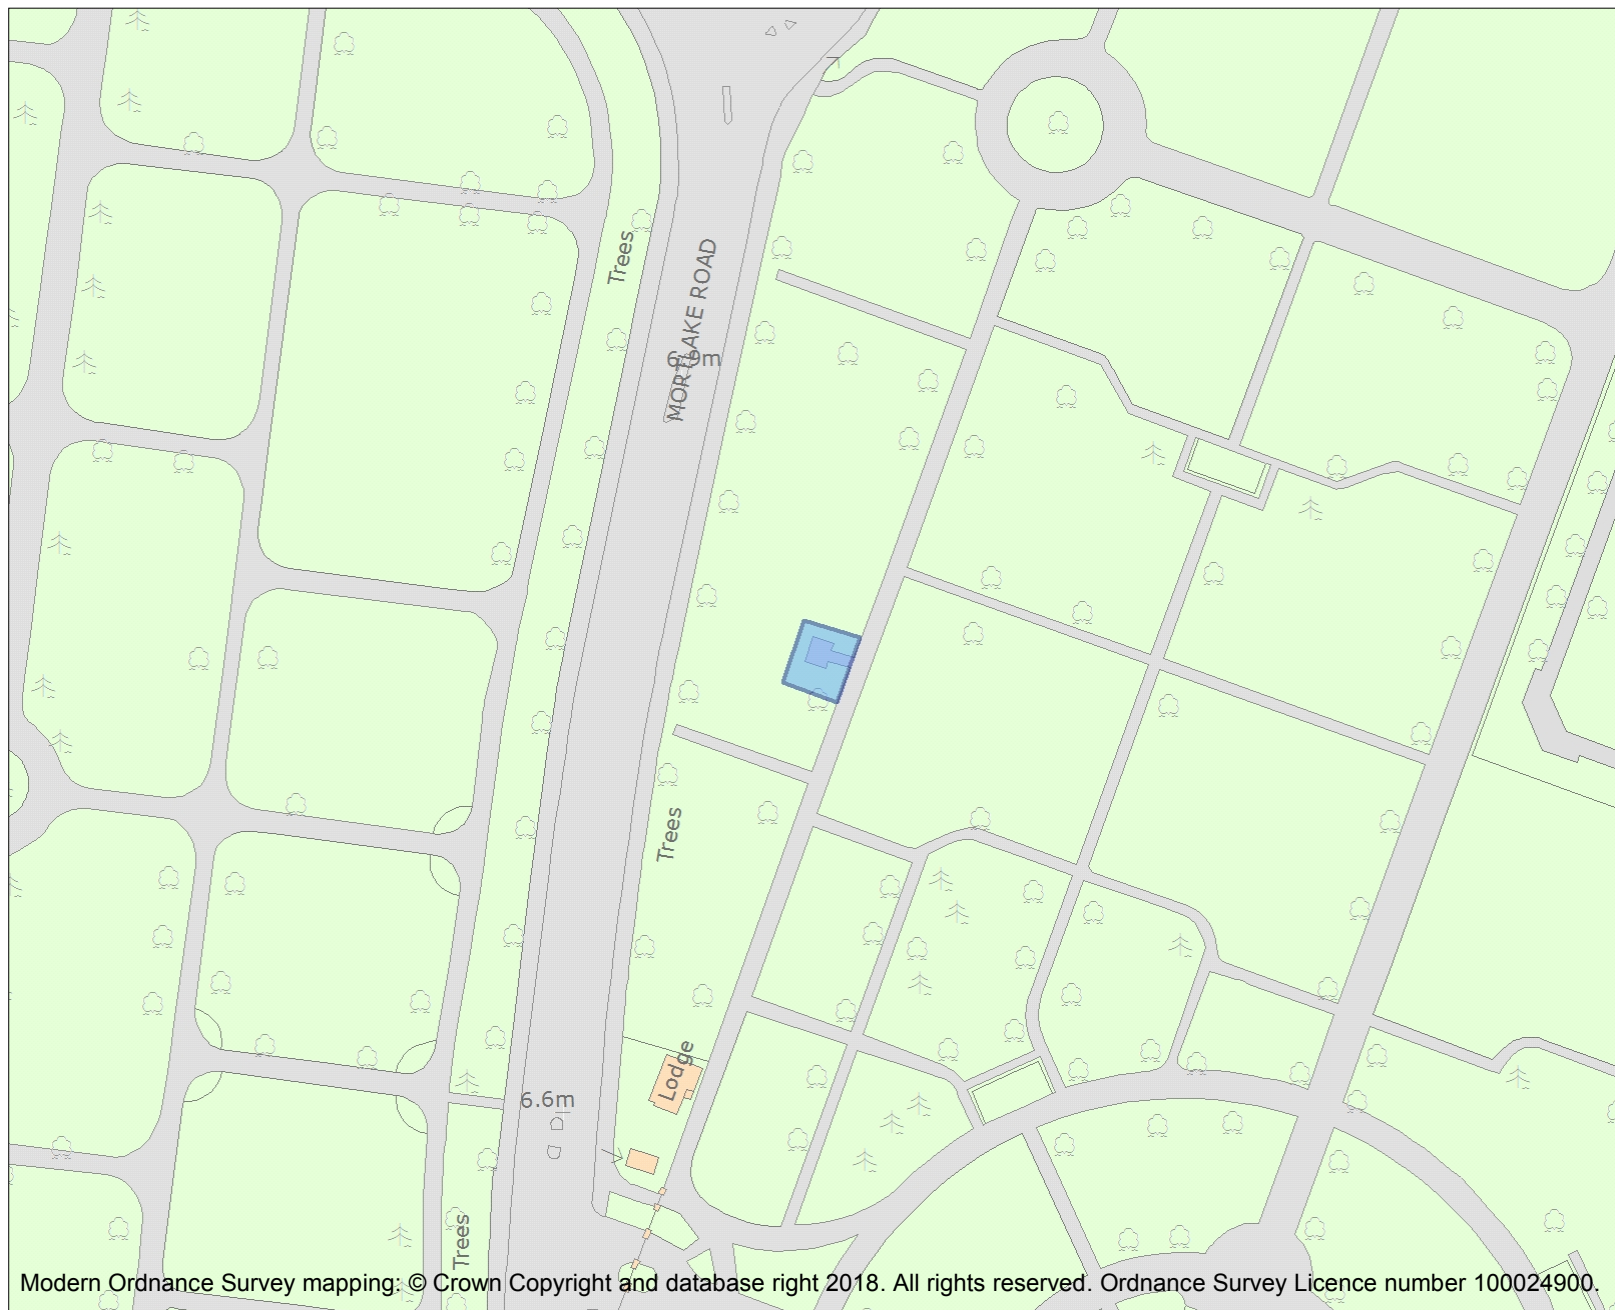 Trees
MORTLAKE ROAD
6.9m
Trees
Lodge
6.6m
Trees
Modern Ordnance Survey mapping: © Crown Copyright and database right 2018. All rights reserved. Ordnance Survey Licence number 100024900.